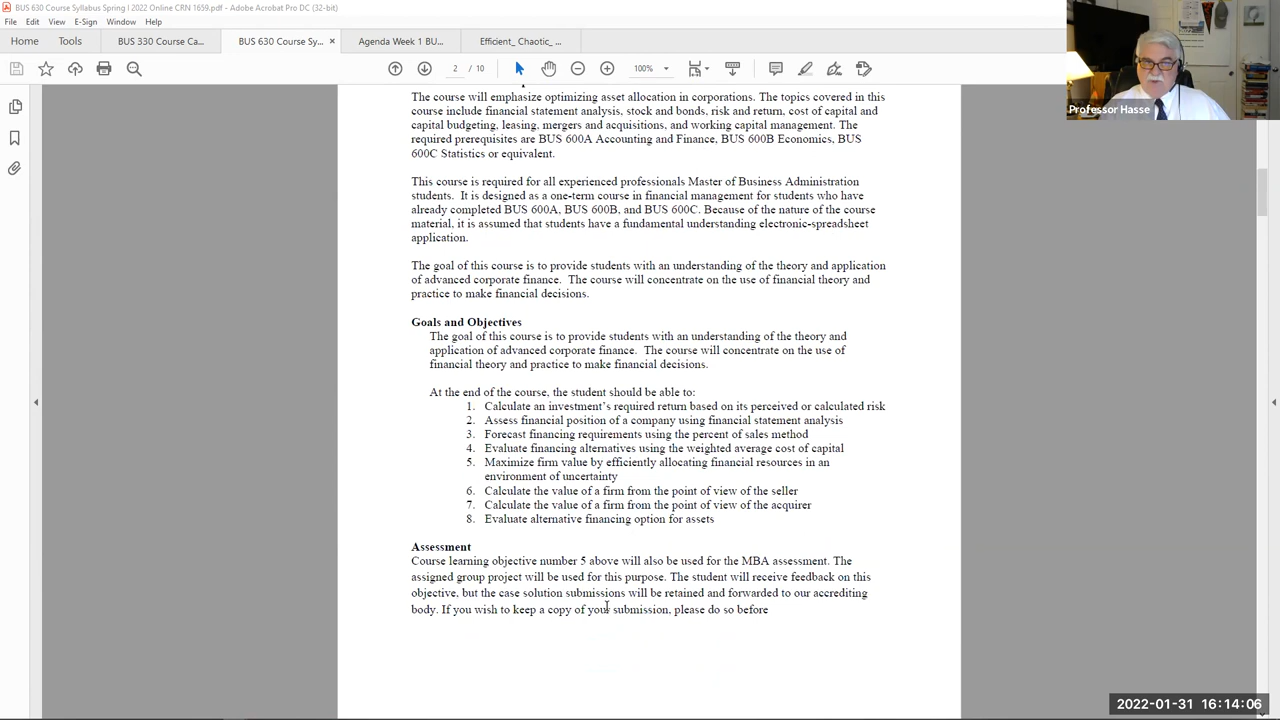 BUS 630 Course Syllabus Spring I 2022 Online CRN 1659.pdf - Adobe Acrobat Pro DC (32-bit)
File Edit View E-Sign Window Help
Home Tools BUS 330 Course Ca... BUS 630 Course Sy... × Agenda Week 1 BU... Efficient_ Chaotic_ ...
2 / 10 100%
Professor Hasse
The course will emphasize optimizing asset allocation in corporations. The topics covered in this
course include financial statement analysis, stock and bonds, risk and return, cost of capital and
capital budgeting, leasing, mergers and acquisitions, and working capital management. The
required prerequisites are BUS 600A Accounting and Finance, BUS 600B Economics, BUS
600C Statistics or equivalent.
This course is required for all experienced professionals Master of Business Administration
students. It is designed as a one-term course in financial management for students who have
already completed BUS 600A, BUS 600B, and BUS 600C. Because of the nature of the course
material, it is assumed that students have a fundamental understanding electronic-spreadsheet
application.
The goal of this course is to provide students with an understanding of the theory and application
of advanced corporate finance. The course will concentrate on the use of financial theory and
practice to make financial decisions.
Goals and Objectives
The goal of this course is to provide students with an understanding of the theory and
application of advanced corporate finance. The course will concentrate on the use of
financial theory and practice to make financial decisions.
At the end of the course, the student should be able to:
1. Calculate an investment's required return based on its perceived or calculated risk
2. Assess financial position of a company using financial statement analysis
3. Forecast financing requirements using the percent of sales method
4. Evaluate financing alternatives using the weighted average cost of capital
5. Maximize firm value by efficiently allocating financial resources in an
environment of uncertainty
6. Calculate the value of a firm from the point of view of the seller
7. Calculate the value of a firm from the point of view of the acquirer
8. Evaluate alternative financing option for assets
Assessment
Course learning objective number 5 above will also be used for the MBA assessment. The
assigned group project will be used for this purpose. The student will receive feedback on this
objective, but the case solution submissions will be retained and forwarded to our accrediting
body. If you wish to keep a copy of your submission, please do so before
2022-01-31 16:14:06